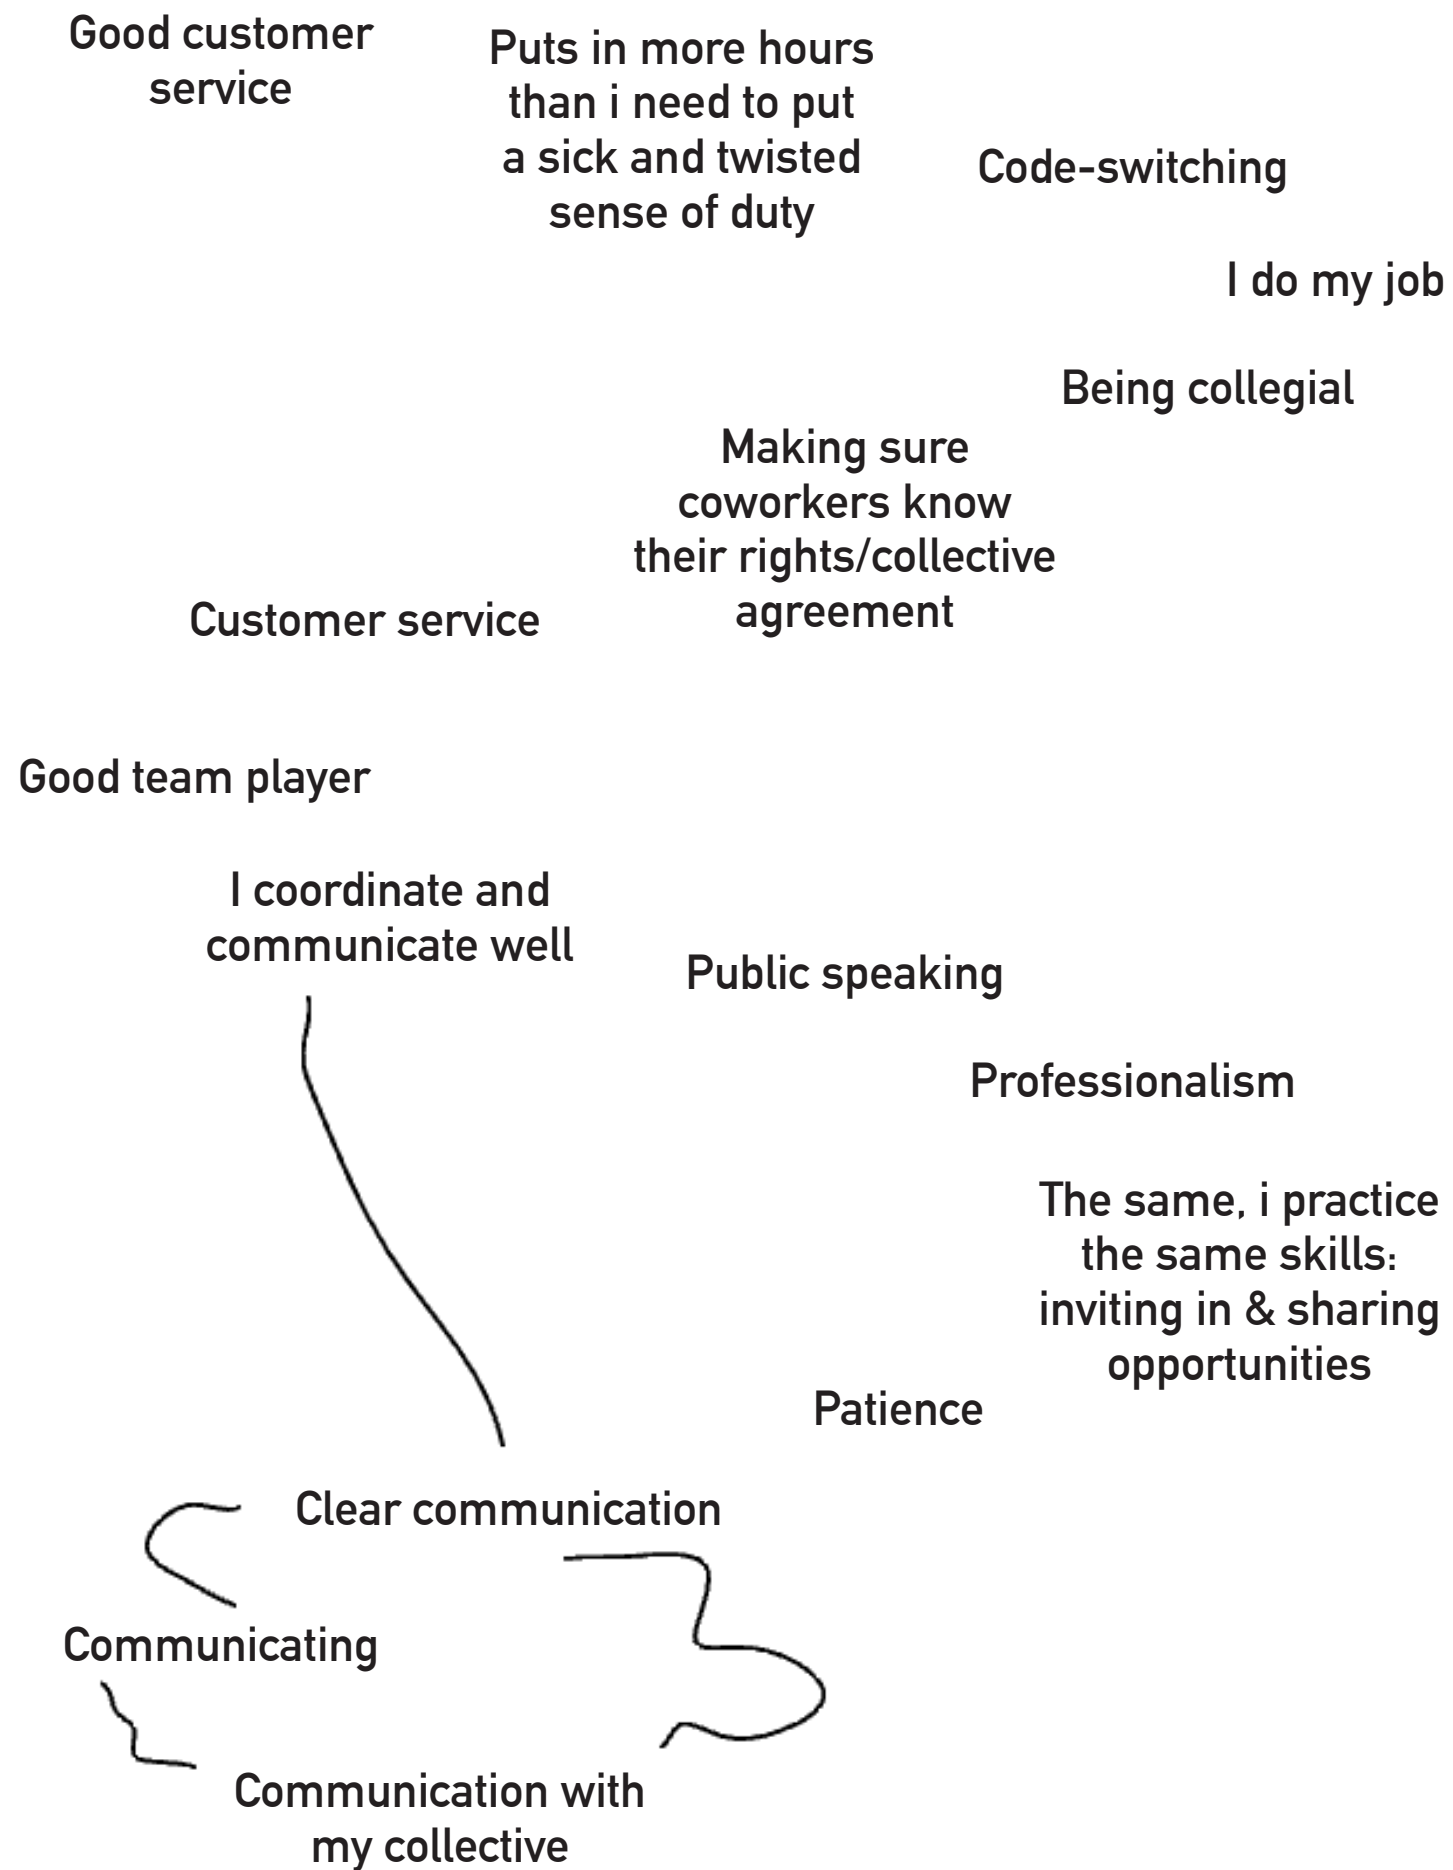 Good customer
service
Puts in more hours
than i need to put
a sick and twisted
sense of duty
Code-switching
I do my job
Being collegial
Making sure
coworkers know
their rights/collective
agreement
Customer service
Good team player
I coordinate and
communicate well
Public speaking
Professionalism
The same, i practice
the same skills:
inviting in & sharing
opportunities
Patience
Clear communication
Communicating
Communication with
my collective